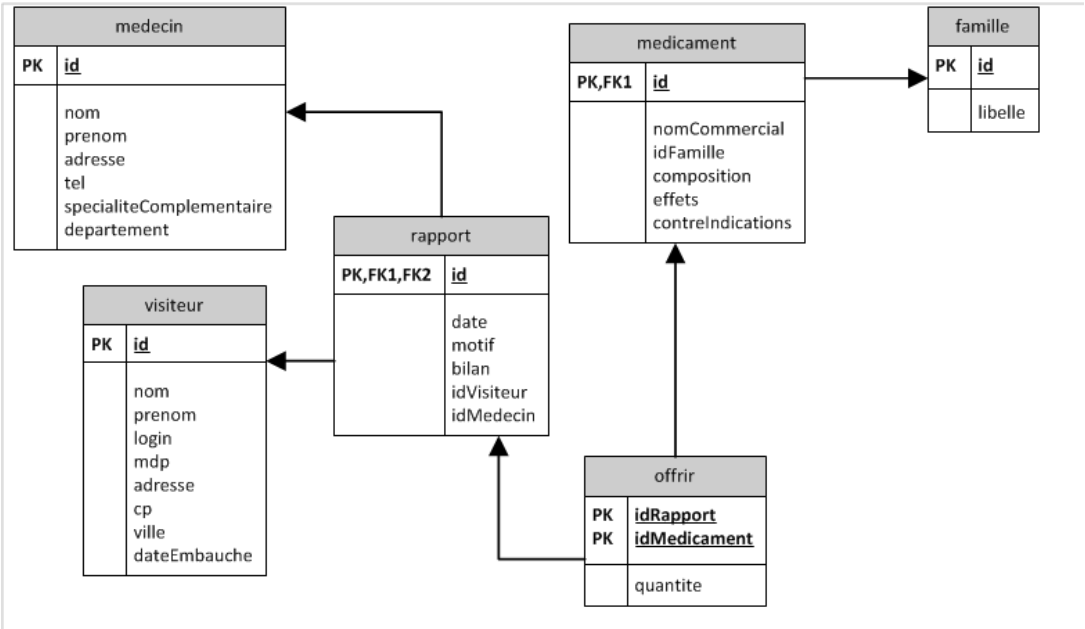 medecin
PK id
nom
prenom
adresse
tel
specialiteComplementaire
departement
medicament
PK,FK1 id
nomCommercial
idFamille
composition
effets
contreIndications
famille
PK id
libelle
rapport
PK,FK1,FK2 id
date
motif
bilan
idVisiteur
idMedecin
visiteur
PK id
nom
prenom
login
mdp
adresse
cp
ville
dateEmbauche
offrir
PK idRapport
PK idMedicament
quantite